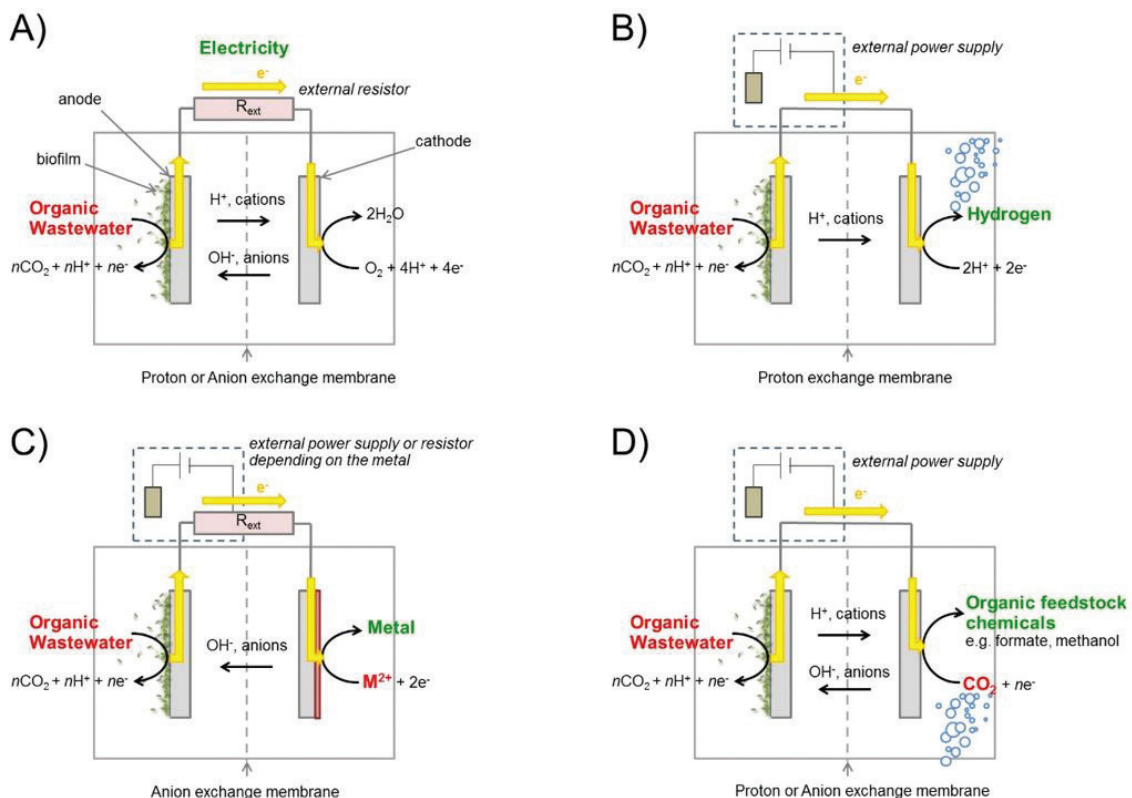 A)
Electricity
e-
external resistor
Rext
anode
biofilm
cathode
Organic
Wastewater
H+, cations
2H2O
OH-, anions
nCO2 + nH+ + ne-
O2 + 4H+ + 4e-
Proton or Anion exchange membrane
B)
external power supply
e-
Organic
Wastewater
H+, cations
Hydrogen
nCO2 + nH+ + ne-
2H+ + 2e-
Proton exchange membrane
C)
external power supply or resistor
depending on the metal
e-
Rext
Organic
Wastewater
Metal
OH-, anions
nCO2 + nH+ + ne-
M2+ + 2e-
Anion exchange membrane
D)
external power supply
e-
Organic
Wastewater
H+, cations
Organic feedstock
chemicals
e.g. formate, methanol
OH-, anions
nCO2 + nH+ + ne-
CO2 + ne-
Proton or Anion exchange membrane